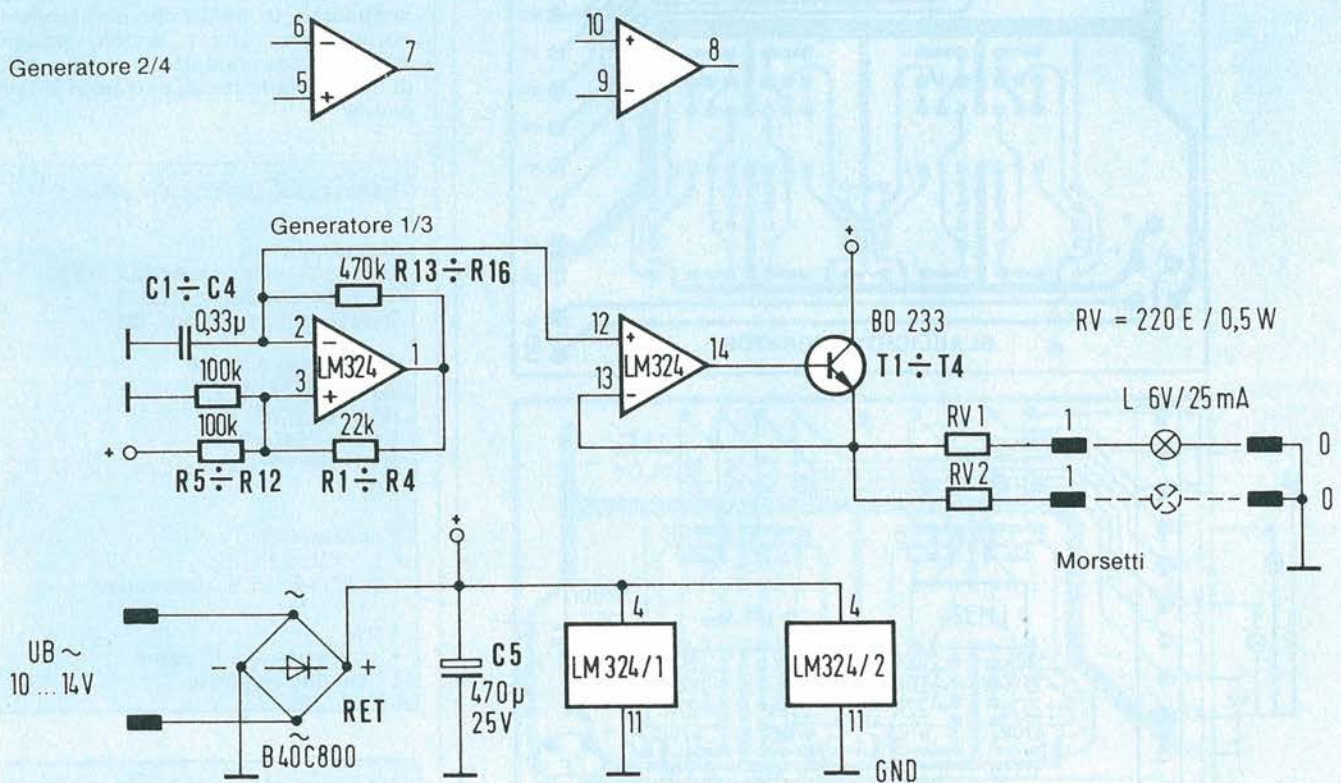 6
−
7
Generatore 2/4
5
+
10
+
8
9
−
Generatore 1/3
470k R13÷R16
C1÷C4
0,33µ
2
−
LM324
1
100k
3
+
100k
22k
+
R5÷R12 R1÷R4
12
+
LM324
14
13
−
+
BD 233
T1÷T4
RV = 220 E / 0,5 W
L 6V/25 mA
RV 1
1
0
RV 2
1
0
Morsetti
+
UB ~
10 ... 14V
~
−
+
RET
~
B40C800
C5
470µ
25V
4
LM324/1
11
4
LM324/2
11
GND